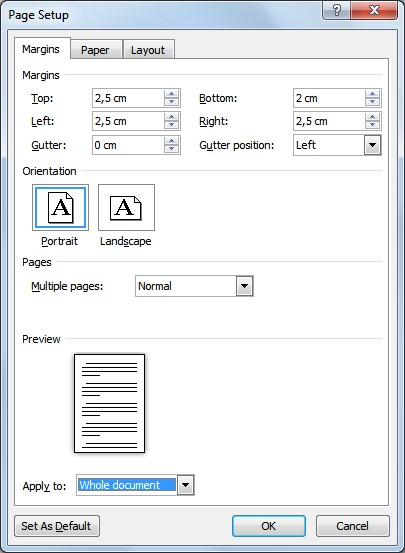 Page Setup
Margins Paper Layout
Margins
Top: 2,5 cm Bottom: 2 cm
Left: 2,5 cm Right: 2,5 cm
Gutter: 0 cm Gutter position: Left
Orientation
A A
Portrait Landscape
Pages
Multiple pages: Normal
Preview
Apply to: Whole document
Set As Default OK Cancel